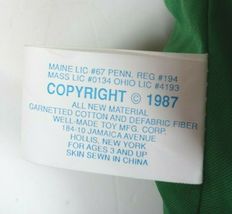 MAINE LIC #67 PENN. REG #194
MASS LIC #0134 OHIO LIC #4193
COPYRIGHT © 1987
ALL NEW MATERIAL
GARNETTED COTTON AND DEFABRIC FIBER
WELL-MADE TOY MFG. CORP.
184-10 JAMAICA AVENUE
HOLLIS, NEW YORK
FOR AGES 3 AND UP
SKIN SEWN IN CHINA